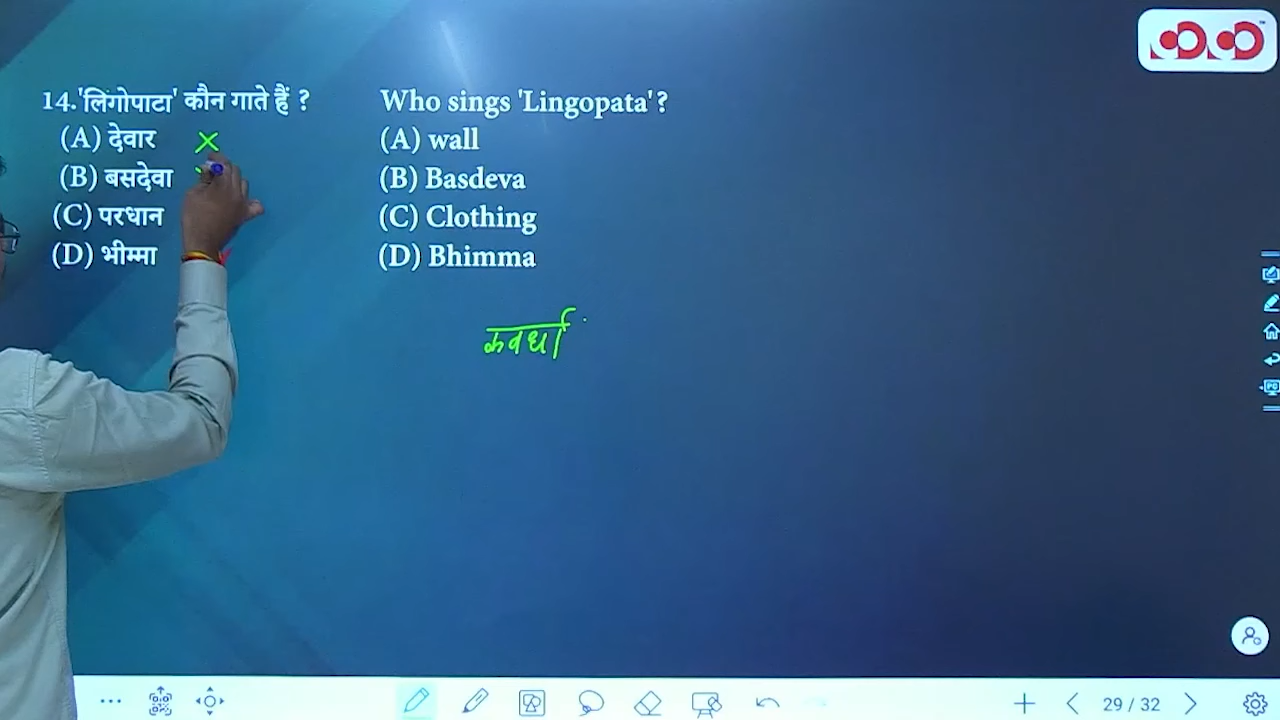 14.'लिंगोपाटा' कौन गाते हैं ?
(A) देवार
(B) बसदेवा
(C) परधान
(D) भीम्मा
Who sings 'Lingopata'?
(A) wall
(B) Basdeva
(C) Clothing
(D) Bhimma
कवर्धा
29 / 32